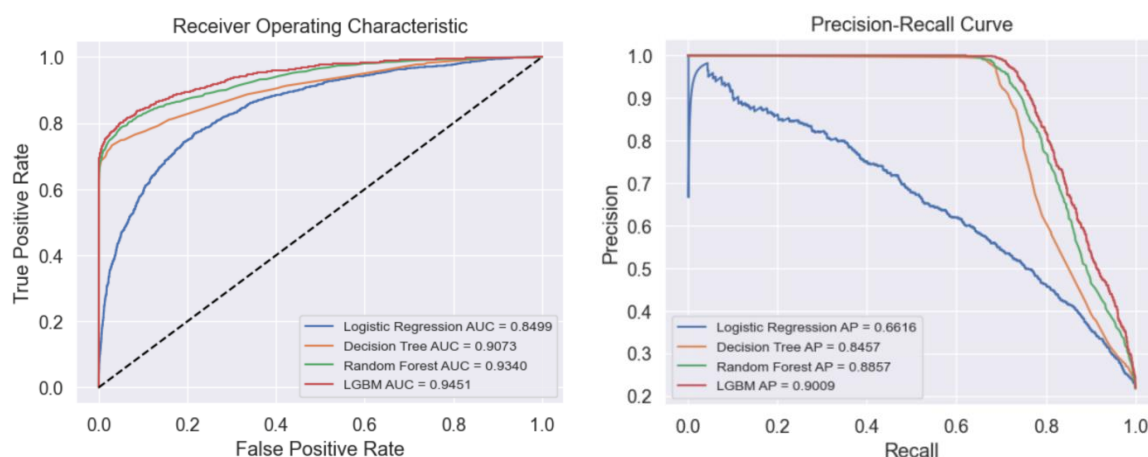 Receiver Operating Characteristic
True Positive Rate
1.0
0.8
0.6
0.4
0.2
0.0
Logistic Regression AUC = 0.8499
Decision Tree AUC = 0.9073
Random Forest AUC = 0.9340
LGBM AUC = 0.9451
0.0 0.2 0.4 0.6 0.8 1.0
False Positive Rate
Precision-Recall Curve
Precision
1.0
0.9
0.8
0.7
0.6
0.5
0.4
0.3
0.2
Logistic Regression AP = 0.6616
Decision Tree AP = 0.8457
Random Forest AP = 0.8857
LGBM AP = 0.9009
0.0 0.2 0.4 0.6 0.8 1.0
Recall